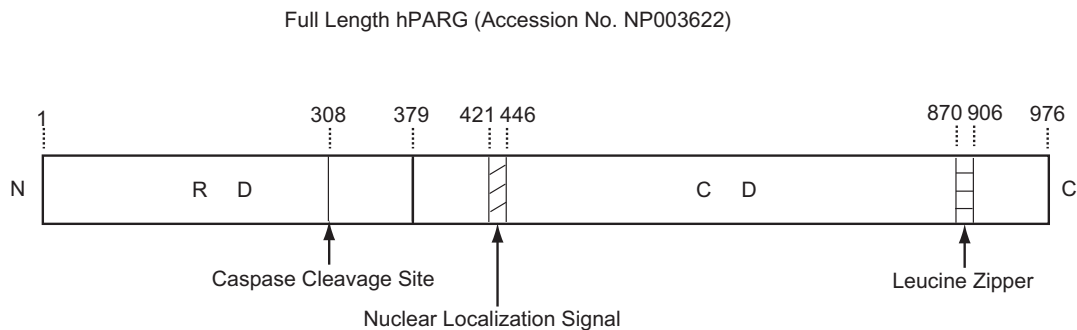 Full Length hPARG (Accession No. NP003622)
1 308 379 421 446 870 906 976
N R D C D C
Caspase Cleavage Site
Leucine Zipper
Nuclear Localization Signal